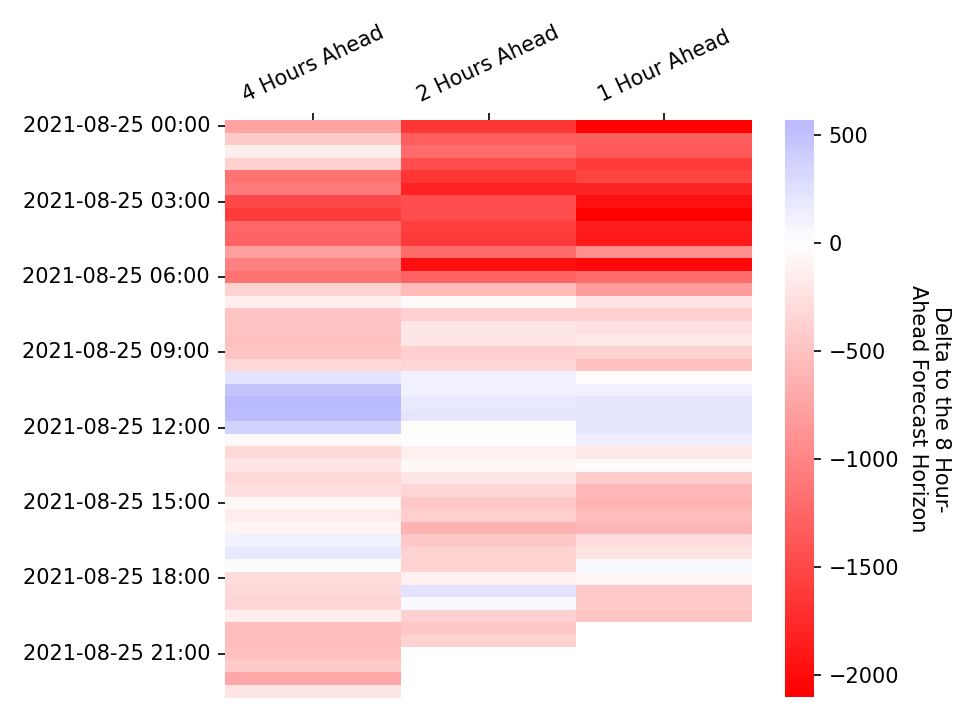 4 Hours Ahead
2 Hours Ahead
1 Hour Ahead
2021-08-25 00:00
2021-08-25 03:00
2021-08-25 06:00
2021-08-25 09:00
2021-08-25 12:00
2021-08-25 15:00
2021-08-25 18:00
2021-08-25 21:00
500
0
−500
−1000
−1500
−2000
Delta to the 8 Hour-
Ahead Forecast Horizon